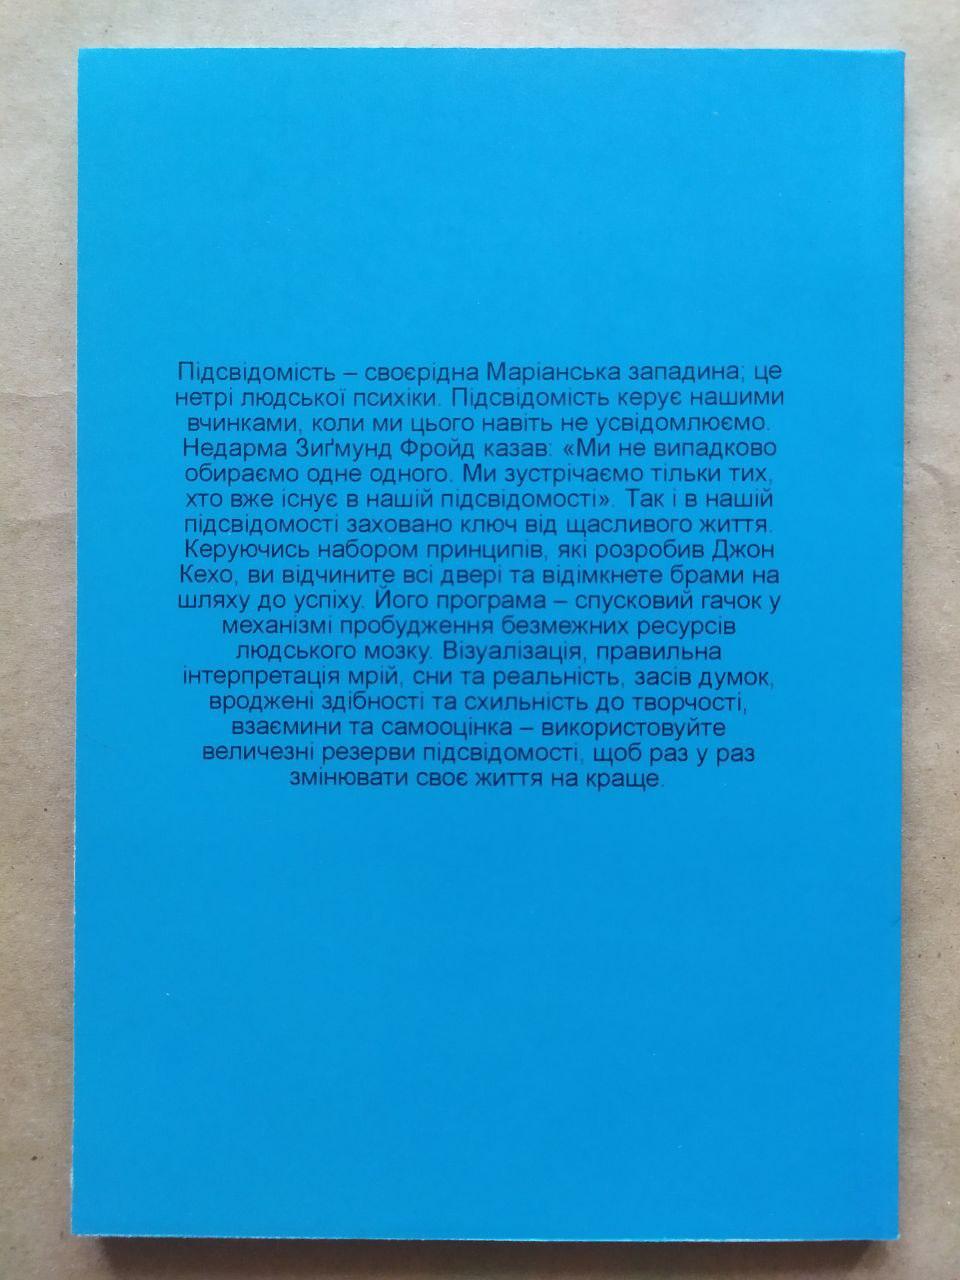 Підсвідомість – своєрідна Маріанська западина; це
нетрі людської психіки. Підсвідомість керує нашими
вчинками, коли ми цього навіть не усвідомлюємо.
Недарма Зиґмунд Фройд казав: «Ми не випадково
обираємо одне одного. Ми зустрічаємо тільки тих,
хто вже існує в нашій підсвідомості». Так і в нашій
підсвідомості заховано ключ від щасливого життя.
Керуючись набором принципів, які розробив Джон
Кехо, ви відчините всі двері та відімкнете брами на
шляху до успіху. Його програма – спусковий гачок у
механізмі пробудження безмежних ресурсів
людського мозку. Візуалізація, правильна
інтерпретація мрій, сни та реальність, засів думок,
вроджені здібності та схильність до творчості,
взаємини та самооцінка – використовуйте
величезні резерви підсвідомості, щоб раз у раз
змінювати своє життя на краще.